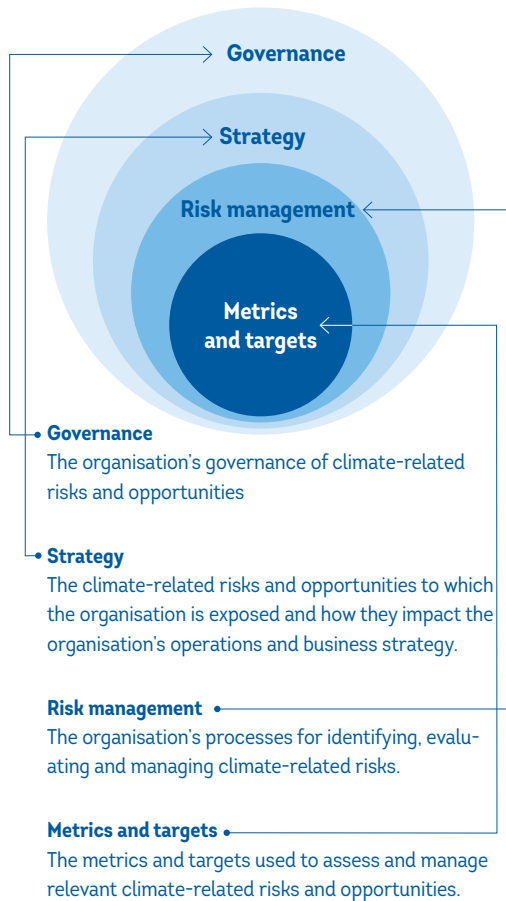 Governance
Strategy
Risk management
Metrics
and targets
Governance
The organisation's governance of climate-related
risks and opportunities
Strategy
The climate-related risks and opportunities to which
the organisation is exposed and how they impact the
organisation's operations and business strategy.
Risk management
The organisation's processes for identifying, evalu-
ating and managing climate-related risks.
Metrics and targets
The metrics and targets used to assess and manage
relevant climate-related risks and opportunities.